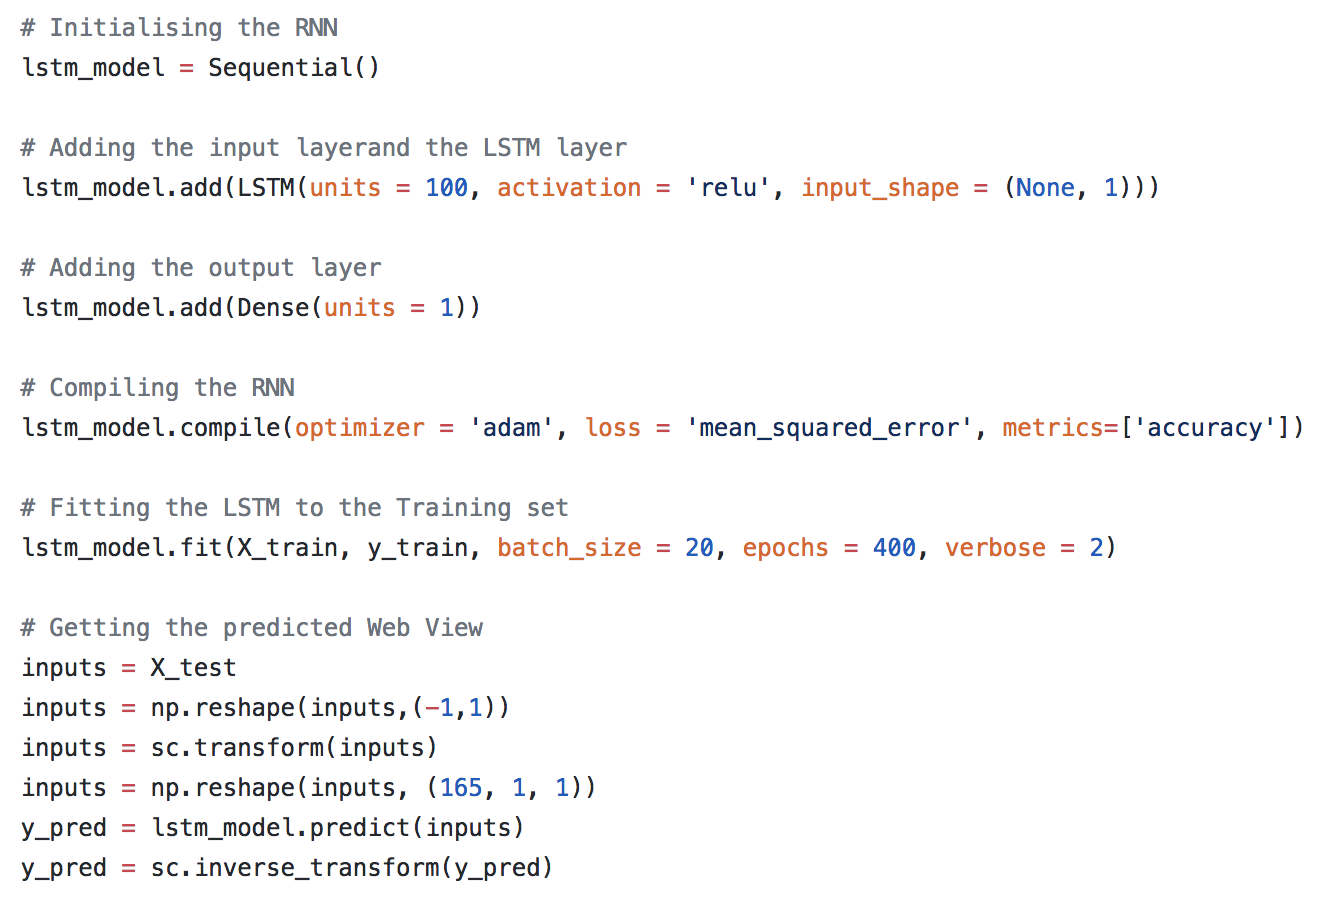 # Initialising the RNN
lstm_model = Sequential()
# Adding the input layerand the LSTM layer
lstm_model.add(LSTM(units = 100, activation = 'relu', input_shape = (None, 1)))
# Adding the output layer
lstm_model.add(Dense(units = 1))
# Compiling the RNN
lstm_model.compile(optimizer = 'adam', loss = 'mean_squared_error', metrics=['accuracy'])
# Fitting the LSTM to the Training set
lstm_model.fit(X_train, y_train, batch_size = 20, epochs = 400, verbose = 2)
# Getting the predicted Web View
inputs = X_test
inputs = np.reshape(inputs,(-1,1))
inputs = sc.transform(inputs)
inputs = np.reshape(inputs, (165, 1, 1))
y_pred = lstm_model.predict(inputs)
y_pred = sc.inverse_transform(y_pred)